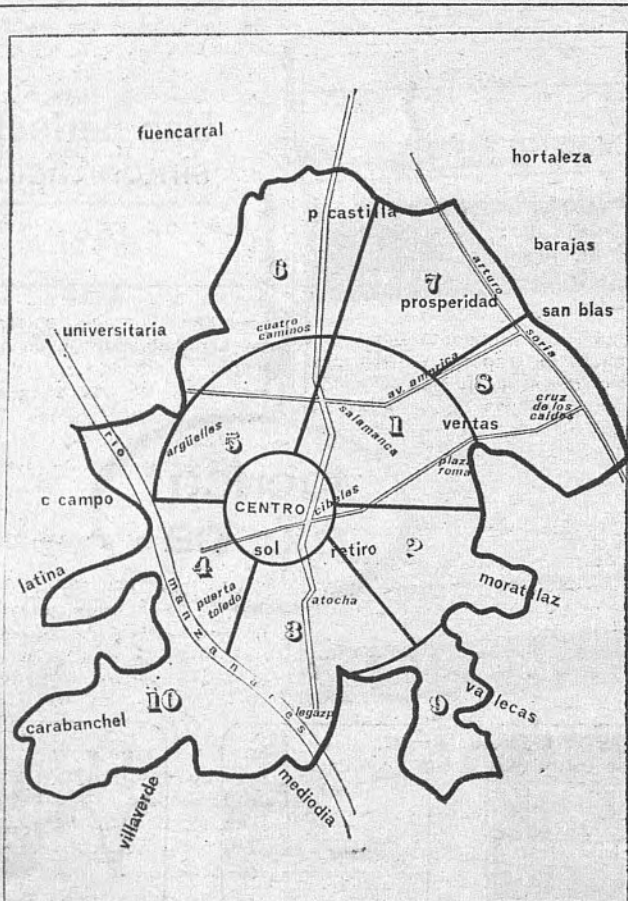 fuencarral
hortaleza
p castilla
barajas
6
7
arturo
prosperidad
san blas
universitaria
cuatro
caminos
soria
av. america
8
cruz
de los
caidos
salamanca
1
ventas
argüelles
5
plaza
roma
rio
c campo
CENTRO
cibeles
sol
retiro
2
latina
4
manzanares
puerta
toledo
atocha
moratalaz
3
10
legazpi
9
vallecas
carabanchel
mediodia
villaverde